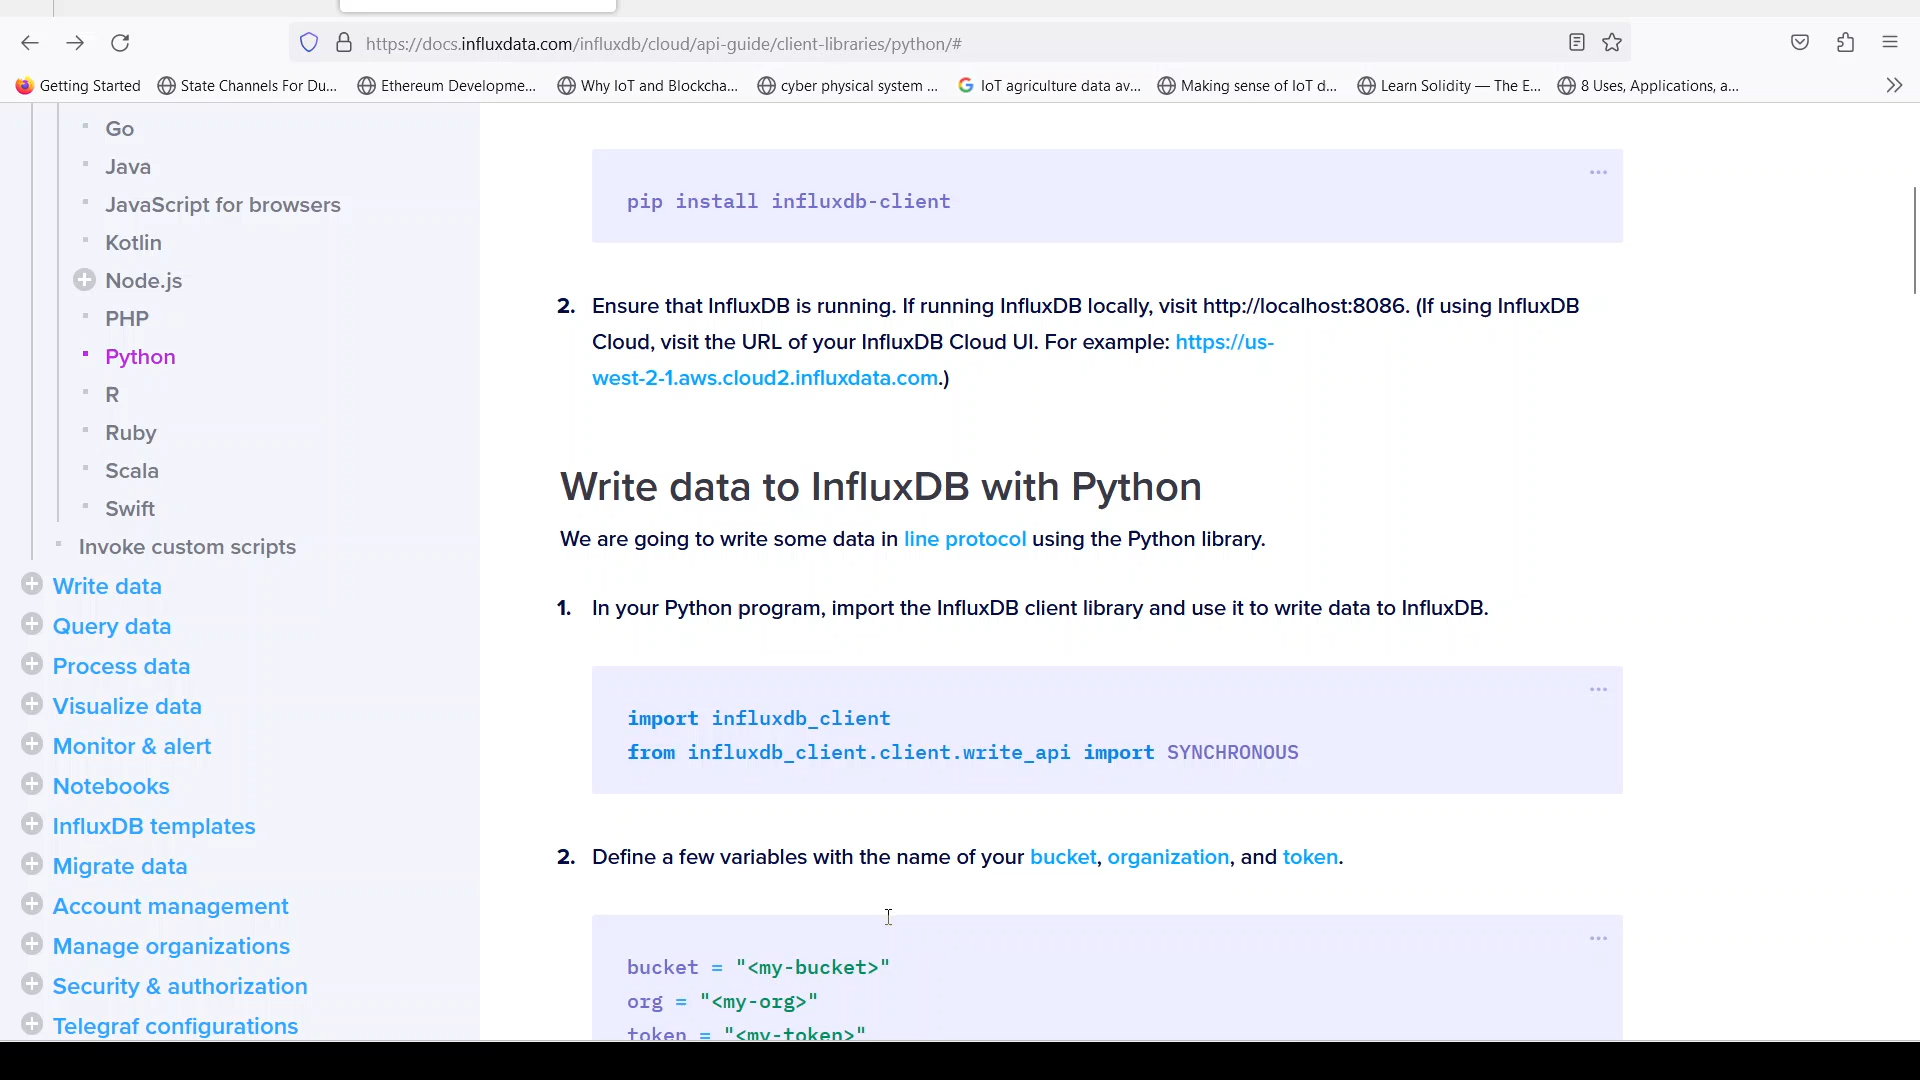 https://docs.influxdata.com/influxdb/cloud/api-guide/client-libraries/python/#
Getting Started
State Channels For Du...
Ethereum Developme...
Why IoT and Blockcha...
cyber physical system ...
IoT agriculture data av...
Making sense of IoT d...
Learn Solidity — The E...
8 Uses, Applications, a...
Go
Java
JavaScript for browsers
Kotlin
Node.js
PHP
Python
R
Ruby
Scala
Swift
Invoke custom scripts
Write data
Query data
Process data
Visualize data
Monitor & alert
Notebooks
InfluxDB templates
Migrate data
Account management
Manage organizations
Security & authorization
Telegraf configurations
pip install influxdb-client
2. Ensure that InfluxDB is running. If running InfluxDB locally, visit http://localhost:8086. (If using InfluxDB
Cloud, visit the URL of your InfluxDB Cloud UI. For example: https://us-
west-2-1.aws.cloud2.influxdata.com.)
Write data to InfluxDB with Python
We are going to write some data in line protocol using the Python library.
1. In your Python program, import the InfluxDB client library and use it to write data to InfluxDB.
import influxdb_client
from influxdb_client.client.write_api import SYNCHRONOUS
2. Define a few variables with the name of your bucket, organization, and token.
bucket = "<my-bucket>"
org = "<my-org>"
token = "<my-token>"